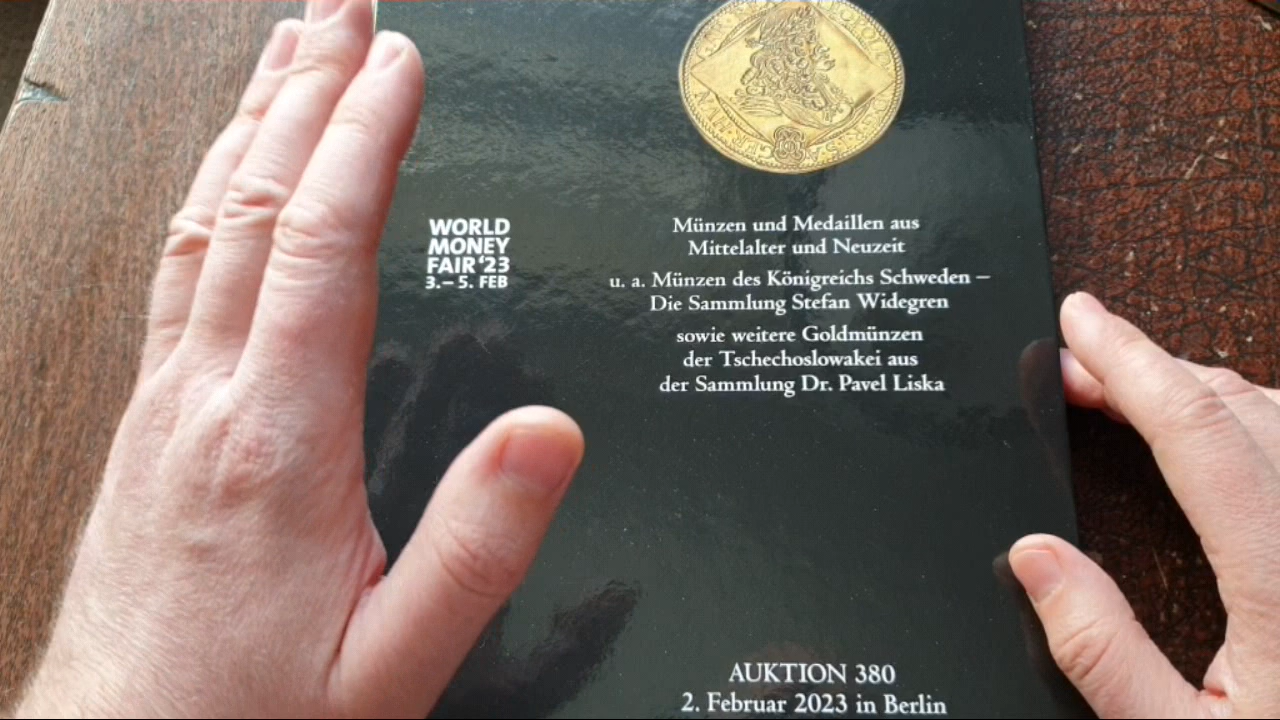 WORLD
MONEY
FAIR '23
3.– 5. FEB
Münzen und Medaillen aus
Mittelalter und Neuzeit
u. a. Münzen des Königreichs Schweden –
Die Sammlung Stefan Widegren
sowie weitere Goldmünzen
der Tschechoslowakei aus
der Sammlung Dr. Pavel Liska
AUKTION 380
2. Februar 2023 in Berlin